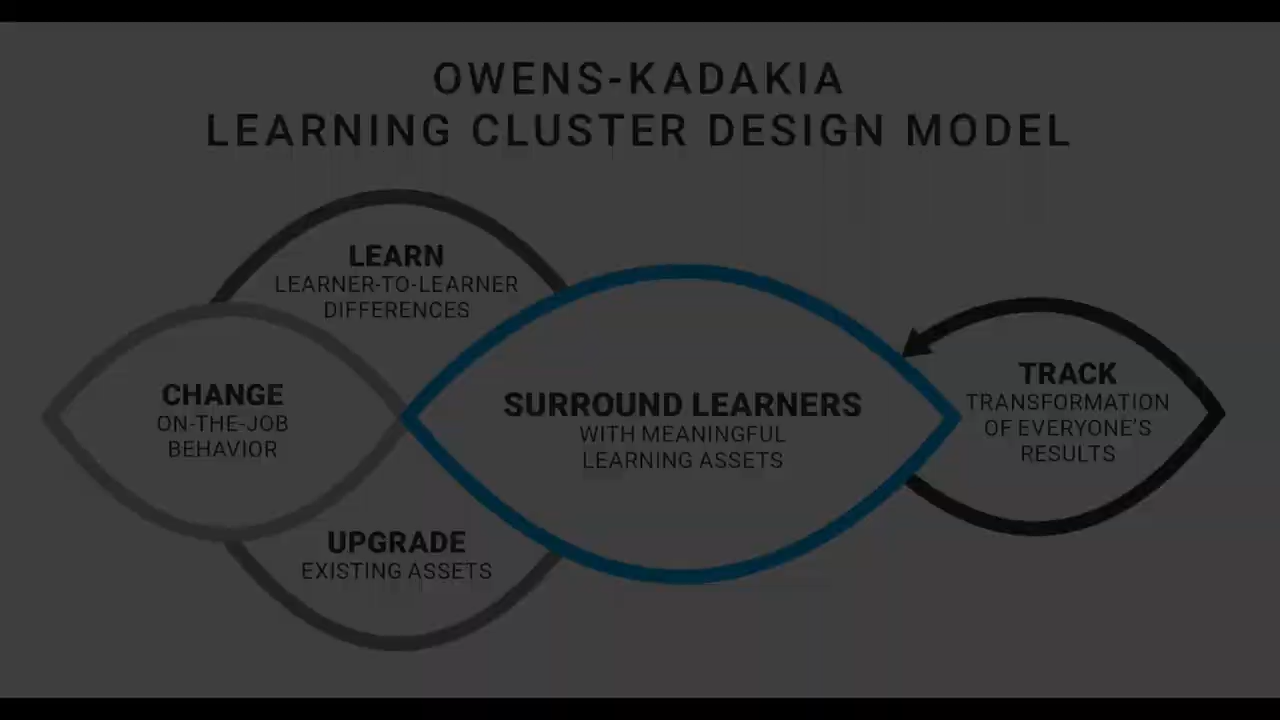 OWENS-KADAKIA
LEARNING CLUSTER DESIGN MODEL
LEARN
LEARNER-TO-LEARNER
DIFFERENCES
CHANGE
ON-THE-JOB
BEHAVIOR
SURROUND LEARNERS
WITH MEANINGFUL
LEARNING ASSETS
TRACK
TRANSFORMATION
OF EVERYONE'S
RESULTS
UPGRADE
EXISTING ASSETS